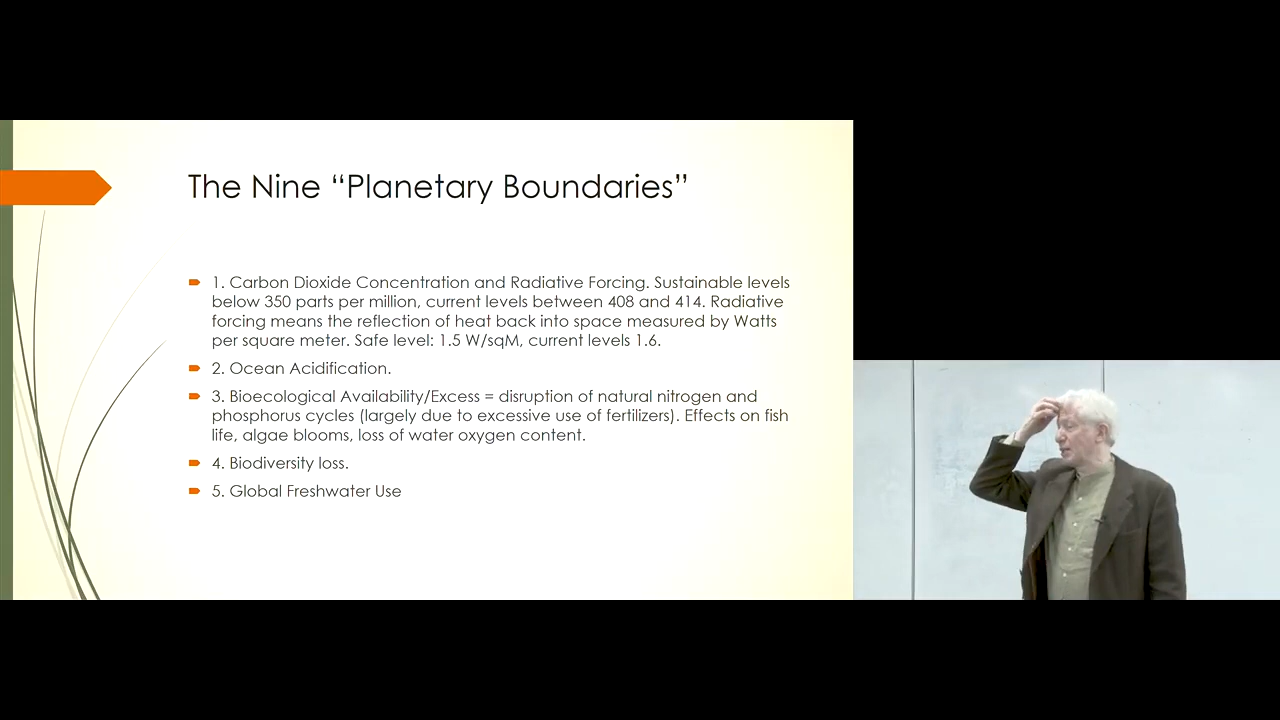 The Nine “Planetary Boundaries”
1. Carbon Dioxide Concentration and Radiative Forcing. Sustainable levels
below 350 parts per million, current levels between 408 and 414. Radiative
forcing means the reflection of heat back into space measured by Watts
per square meter. Safe level: 1.5 W/sqM, current levels 1.6.
2. Ocean Acidification.
3. Bioecological Availability/Excess = disruption of natural nitrogen and
phosphorus cycles (largely due to excessive use of fertilizers). Effects on fish
life, algae blooms, loss of water oxygen content.
4. Biodiversity loss.
5. Global Freshwater Use